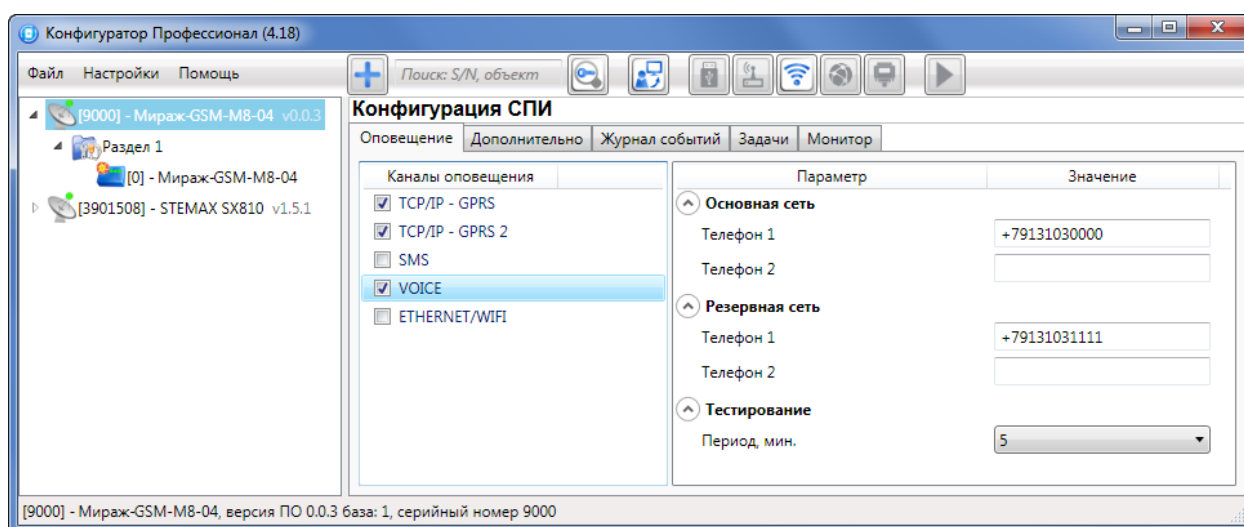 Конфигуратор Профессионал (4.18)
Файл Настройки Помощь Поиск: S/N, объект
[9000] - Мираж-GSM-M8-04 v0.0.3
Раздел 1
[0] - Мираж-GSM-M8-04
[3901508] - STEMAX SX810 v1.5.1
Конфигурация СПИ
Оповещение Дополнительно Журнал событий Задачи Монитор
Каналы оповещения
TCP/IP - GPRS
TCP/IP - GPRS 2
SMS
VOICE
ETHERNET/WIFI
Параметр Значение
Основная сеть
Телефон 1 +79131030000
Телефон 2
Резервная сеть
Телефон 1 +79131031111
Телефон 2
Тестирование
Период, мин. 5
[9000] - Мираж-GSM-M8-04, версия ПО 0.0.3 база: 1, серийный номер 9000